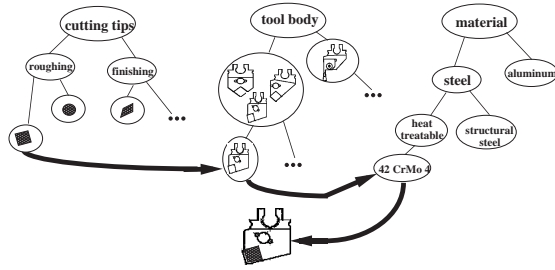 cutting tips
tool body
material
roughing
finishing
steel
aluminum
heat
treatable
structural
steel
42 CrMo 4